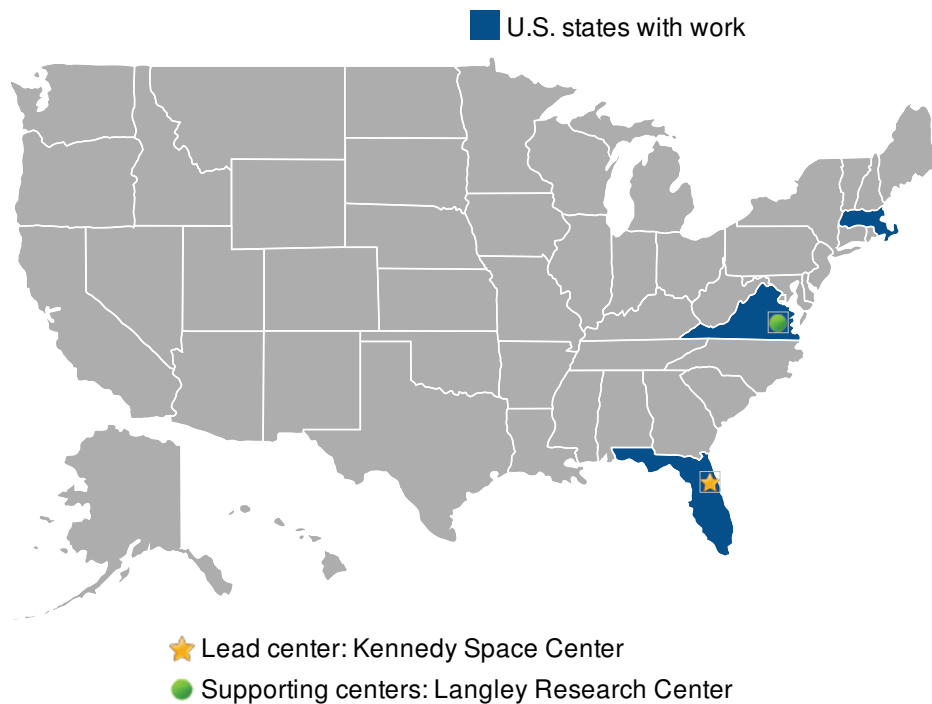 U.S. states with work
Lead center: Kennedy Space Center
Supporting centers: Langley Research Center